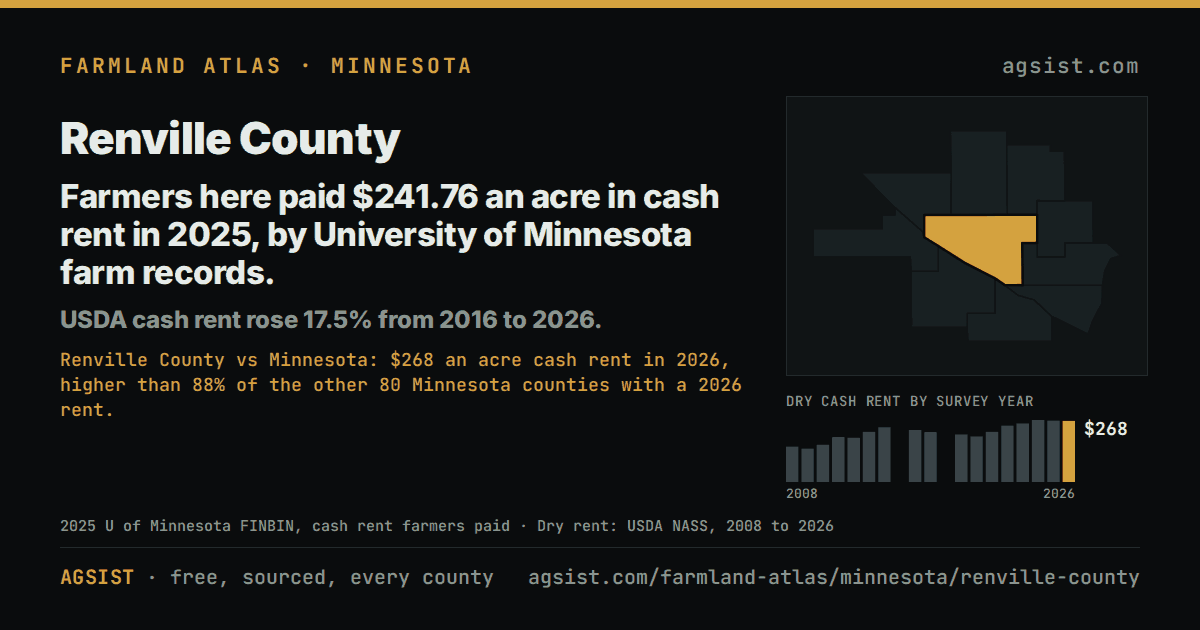 FARMLAND ATLAS · MINNESOTA
agsist.com
Renville County
Farmers here paid $241.76 an acre in cash
rent in 2025, by University of Minnesota
farm records.
USDA cash rent rose 17.5% from 2016 to 2026.
Renville County vs Minnesota: $268 an acre cash rent in 2026,
higher than 88% of the other 80 Minnesota counties with a 2026
rent.
DRY CASH RENT BY SURVEY YEAR
$268
2008
2026
2025 U of Minnesota FINBIN, cash rent farmers paid · Dry rent: USDA NASS, 2008 to 2026
AGSIST · free, sourced, every county
agsist.com/farmland-atlas/minnesota/renville-county